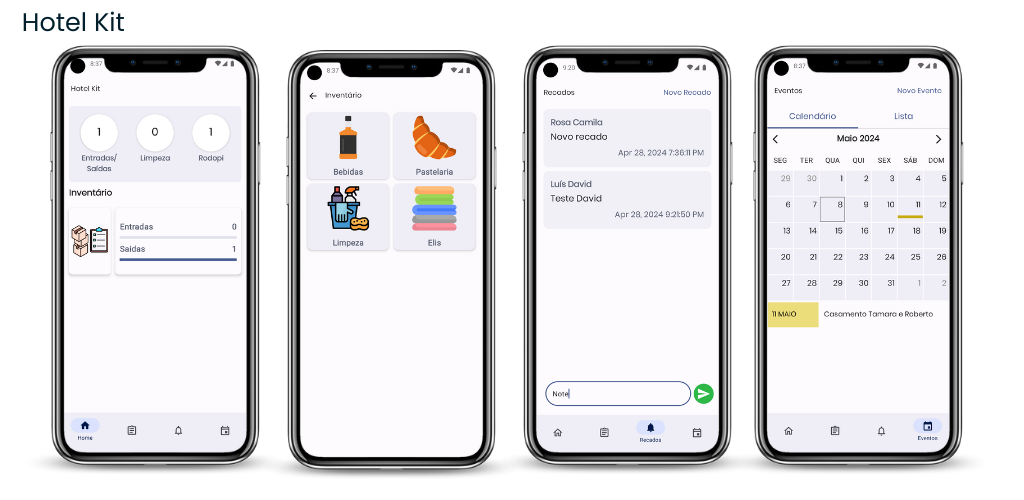 Hotel Kit
8:37
Hotel Kit
1
0
1
Entradas/
Saídas
Limpeza
Rodopi
Inventário
Entradas 0
Saidas 1
Home
8:37
Inventário
Bebidas
Pastelaria
Limpeza
Elis
9:20
Recados Novo Recado
Rosa Camila
Novo recado
Apr 28, 2024 7:36:11 PM
Luís David
Teste David
Apr 28, 2024 9:21:50 PM
Note
Recados
8:37
Eventos Novo Evento
Calendário Lista
Maio 2024
SEG TER QUA QUI SEX SÁB DOM
29 30 1 2 3 4 5
6 7 8 9 10 11 12
13 14 15 16 17 18 19
20 21 22 23 24 25 26
27 28 29 30 31 1 2
11 MAIO Casamento Tamara e Roberto
Eventos